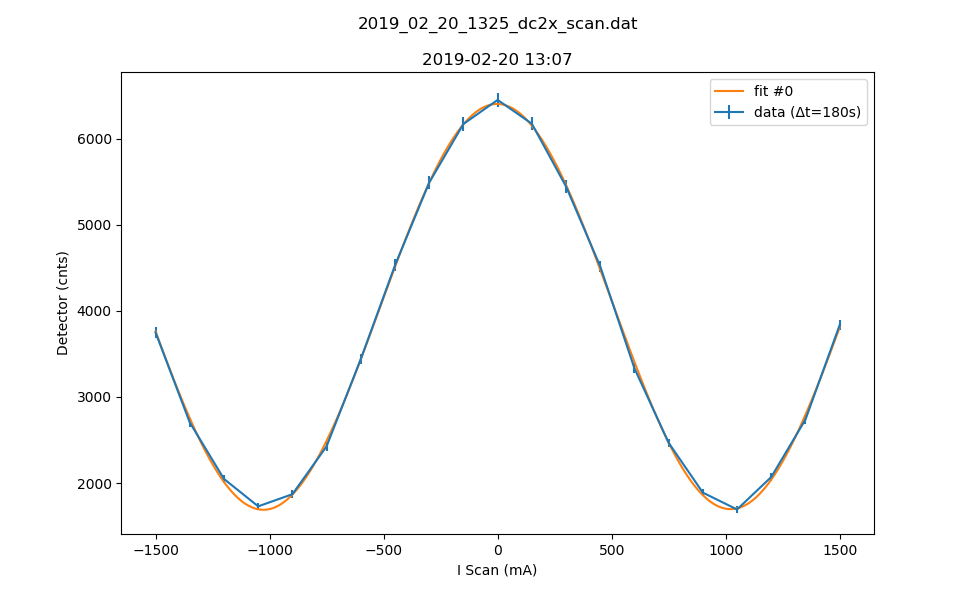 2019_02_20_1325_dc2x_scan.dat
2019-02-20 13:07
fit #0
data (Δt=180s)
6000
5000
4000
3000
2000
Detector (cnts)
−1500
−1000
−500
0
500
1000
1500
I Scan (mA)